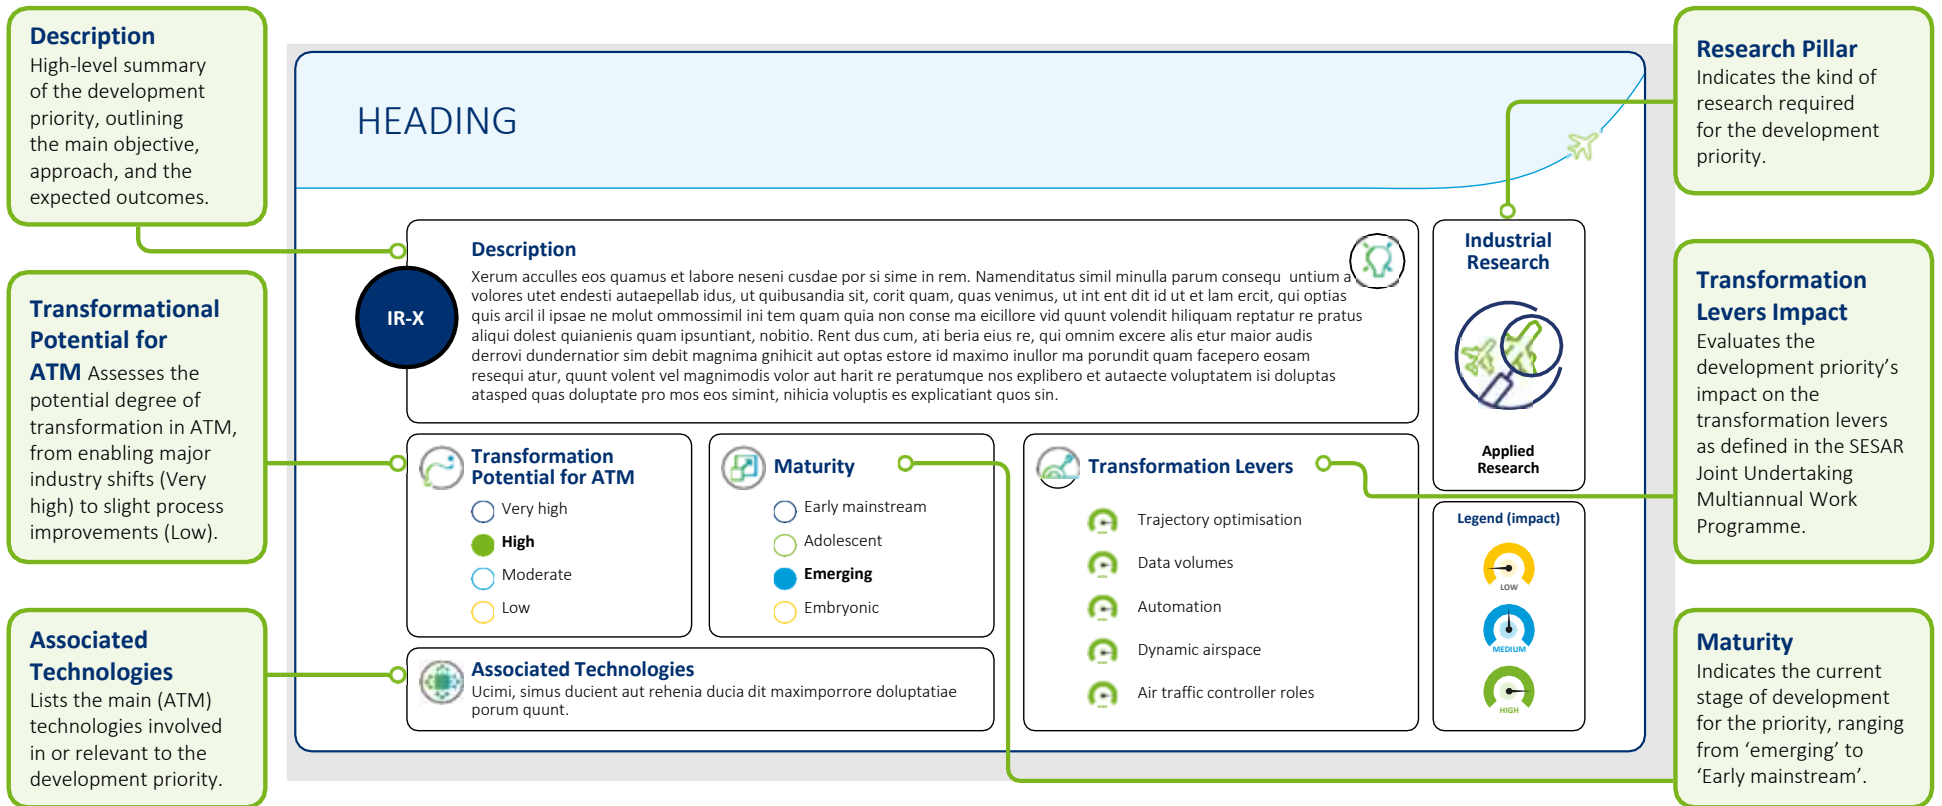 Description
High-level summary
of the development
priority, outlining
the main objective,
approach, and the
expected outcomes.
Transformational
Potential for
ATM Assesses the
potential degree of
transformation in ATM,
from enabling major
industry shifts (Very
high) to slight process
improvements (Low).
Associated
Technologies
Lists the main (ATM)
technologies involved
in or relevant to the
development priority.
HEADING
IR-X
Description
Xerum acculles eos quamus et labore neseni cusdae por si sime in rem. Namenditatus simil minulla parum consequ untium a
volores utet endesti autaepellab idus, ut quibusandia sit, corit quam, quas venimus, ut int ent dit id ut et lam ercit, qui optias
quis arcil il ipsae ne molut ommossimil ini tem quam quia non conse ma eicillore vid quunt volendit hiliquam reptatur re pratus
aliqui dolest quianienis quam ipsuntiant, nobitio. Rent dus cum, ati beria eius re, qui omnim excere alis etur maior audis
derrovi dundernatior sim debit magnima gnihicit aut optas estore id maximo inullor ma porundit quam facepero eosam
resequi atur, quunt volent vel magnimodis volor aut harit re peratumque nos explibero et autaecte voluptatem isi doluptas
atasped quas doluptate pro mos eos simint, nihicia voluptis es explicatiant quos sin.
Transformation
Potential for ATM
Very high
High
Moderate
Low
Maturity
Early mainstream
Adolescent
Emerging
Embryonic
Associated Technologies
Ucimi, simus ducient aut rehenia ducia dit maximporrore doluptatiae
porum quunt.
Transformation Levers
HIGH
Trajectory optimisation
HIGH
Data volumes
HIGH
Automation
HIGH
Dynamic airspace
HIGH
Air traffic controller roles
Industrial
Research
Applied
Research
Legend (impact)
LOW
MEDIUM
HIGH
Research Pillar
Indicates the kind of
research required
for the development
priority.
Transformation
Levers Impact
Evaluates the
development priority’s
impact on the
transformation levers
as defined in the SESAR
Joint Undertaking
Multiannual Work
Programme.
Maturity
Indicates the current
stage of development
for the priority, ranging
from ‘emerging’ to
‘Early mainstream’.